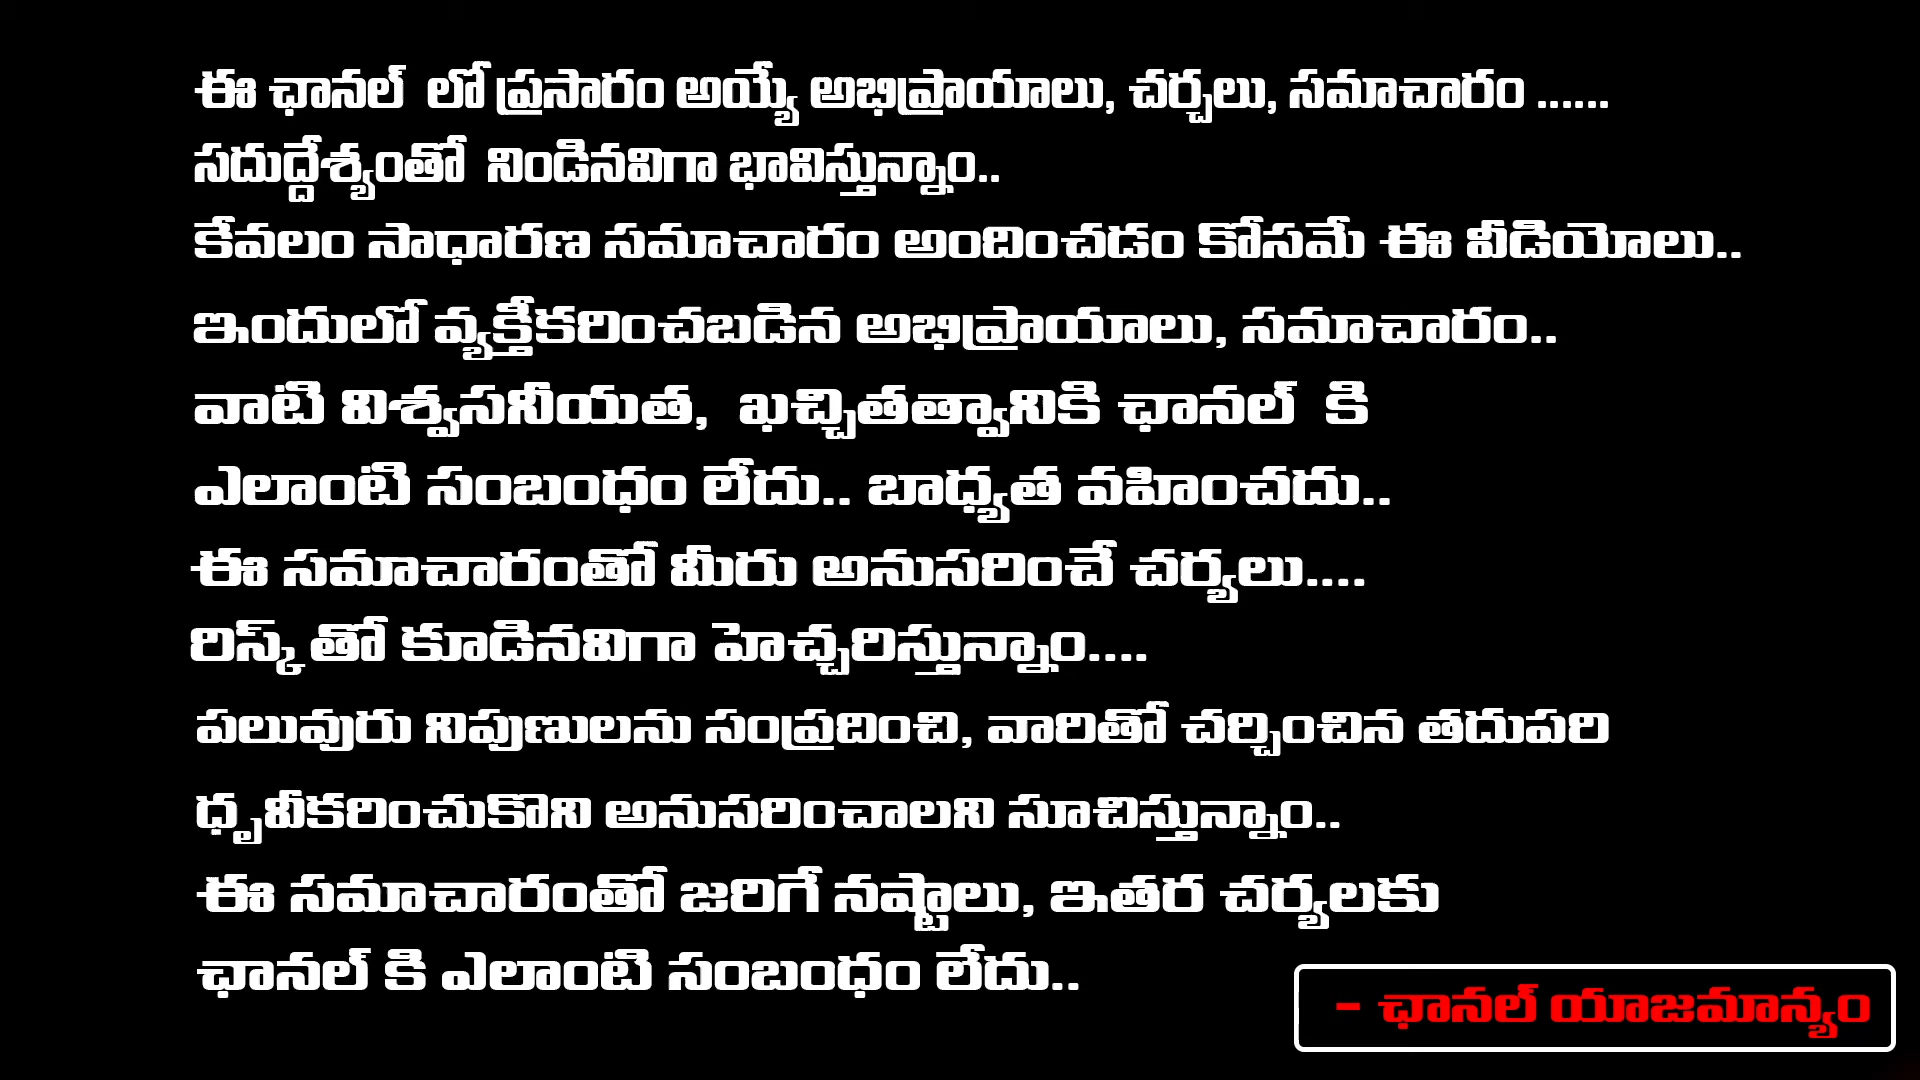 ఈ ఛానల్ లో ప్రసారం అయ్యే అభిప్రాయాలు, చర్చలు, సమాచారం ......
సదుద్దేశ్యంతో నిండినవిగా భావిస్తున్నాం..
కేవలం సాధారణ సమాచారం అందించడం కోసమే ఈ వీడియోలు..
ఇందులో వ్యక్తీకరించబడిన అభిప్రాయాలు, సమాచారం..
వాటి విశ్వసనీయత, ఖచ్చితత్వానికి ఛానల్ కి
ఎలాంటి సంబంధం లేదు.. బాధ్యత వహించదు..
ఈ సమాచారంతో మీరు అనుసరించే చర్యలు....
రిస్క్ తో కూడినవిగా హెచ్చరిస్తున్నాం....
పలువురు నిపుణులను సంప్రదించి, వారితో చర్చించిన తదుపరి
ధృవీకరించుకొని అనుసరించాలని సూచిస్తున్నాం..
ఈ సమాచారంతో జరిగే నష్టాలు, ఇతర చర్యలకు
ఛానల్ కి ఎలాంటి సంబంధం లేదు..
- ఛానల్ యాజమాన్యం